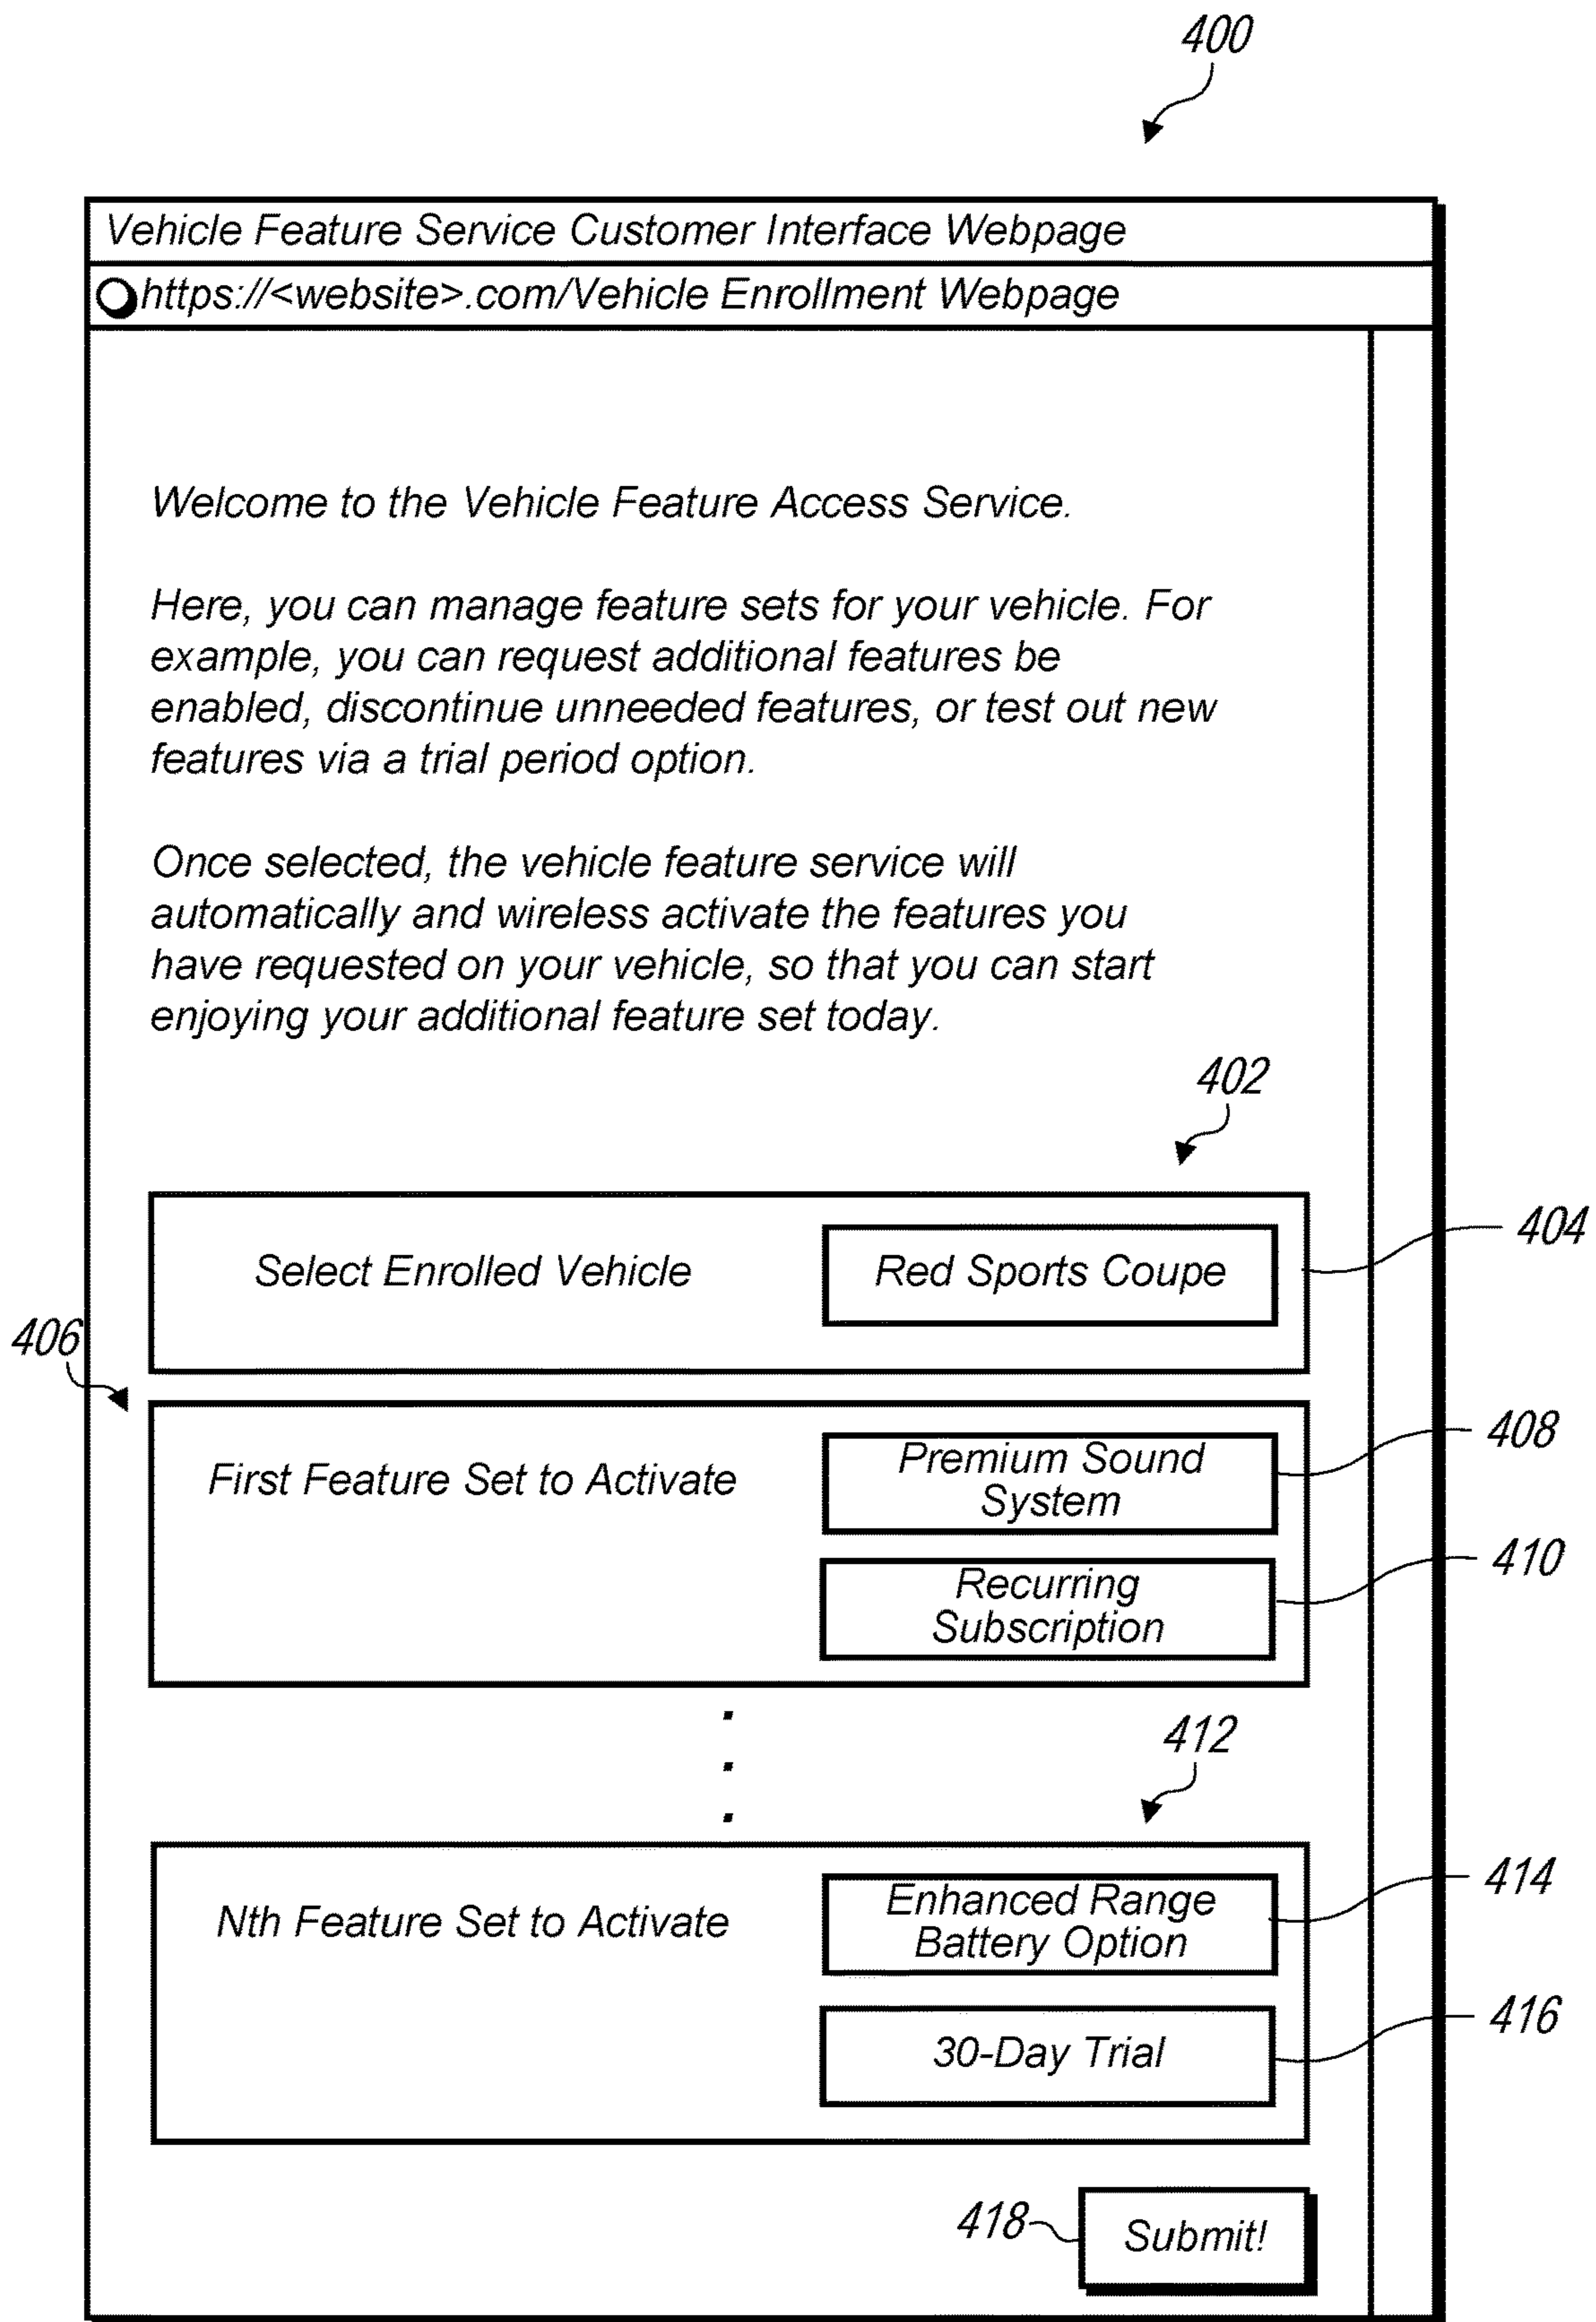 400
Vehicle Feature Service Customer Interface Webpage
https://<website>.com/Vehicle Enrollment Webpage
Welcome to the Vehicle Feature Access Service.
Here, you can manage feature sets for your vehicle. For
example, you can request additional features be
enabled, discontinue unneeded features, or test out new
features via a trial period option.
Once selected, the vehicle feature service will
automatically and wireless activate the features you
have requested on your vehicle, so that you can start
enjoying your additional feature set today.
402
Select Enrolled Vehicle
Red Sports Coupe
404
406
First Feature Set to Activate
Premium Sound
System
408
Recurring
Subscription
410
412
Nth Feature Set to Activate
Enhanced Range
Battery Option
414
30-Day Trial
416
418
Submit!